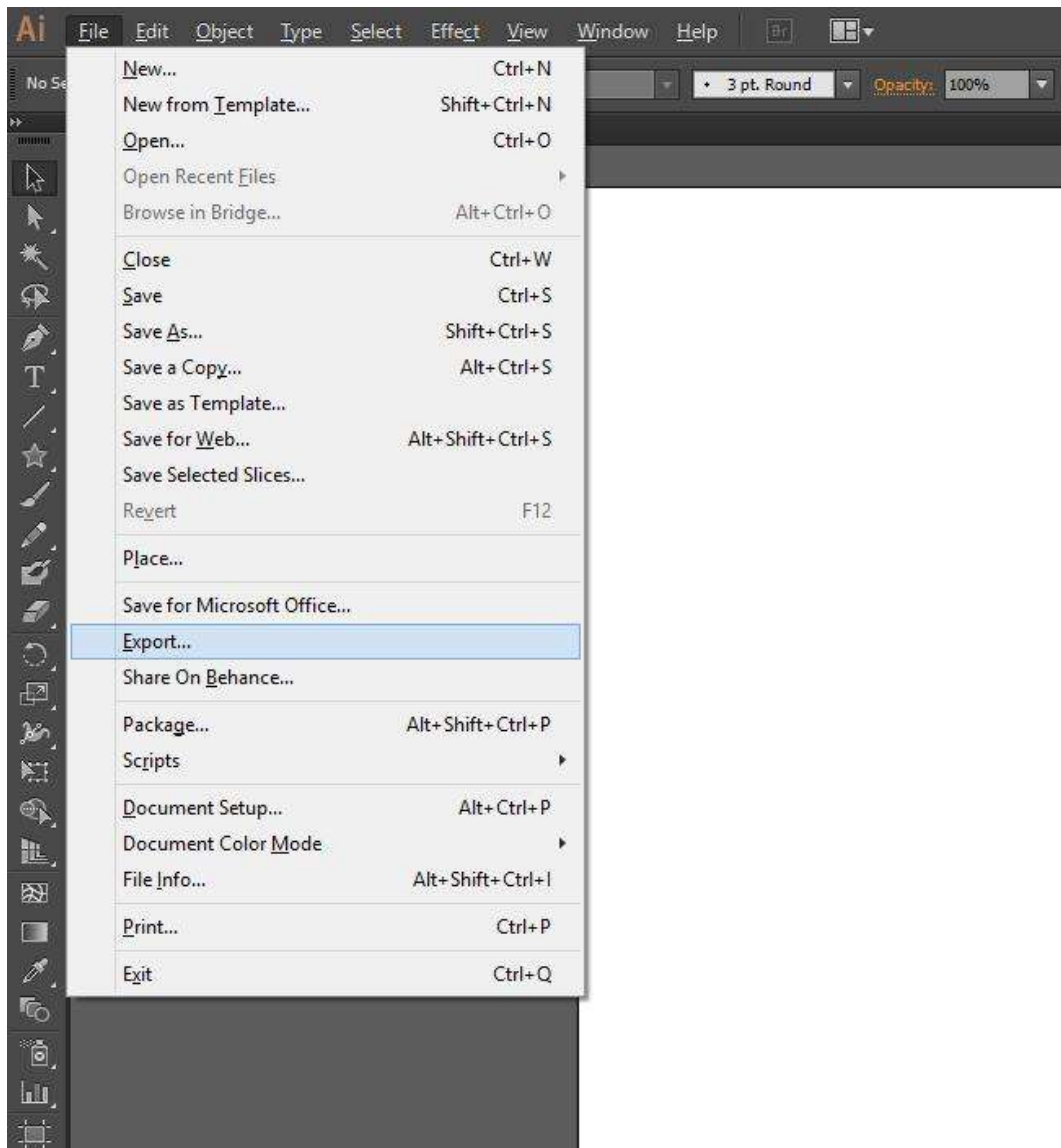 Ai File Edit Object Type Select Effect View Window Help Br
No Se 3 pt. Round Opacity: 100%
New... Ctrl+N
New from Template... Shift+Ctrl+N
Open... Ctrl+O
Open Recent Files
Browse in Bridge... Alt+Ctrl+O
Close Ctrl+W
Save Ctrl+S
Save As... Shift+Ctrl+S
Save a Copy... Alt+Ctrl+S
Save as Template...
Save for Web... Alt+Shift+Ctrl+S
Save Selected Slices...
Revert F12
Place...
Save for Microsoft Office...
Export...
Share On Behance...
Package... Alt+Shift+Ctrl+P
Scripts
Document Setup... Alt+Ctrl+P
Document Color Mode
File Info... Alt+Shift+Ctrl+I
Print... Ctrl+P
Exit Ctrl+Q